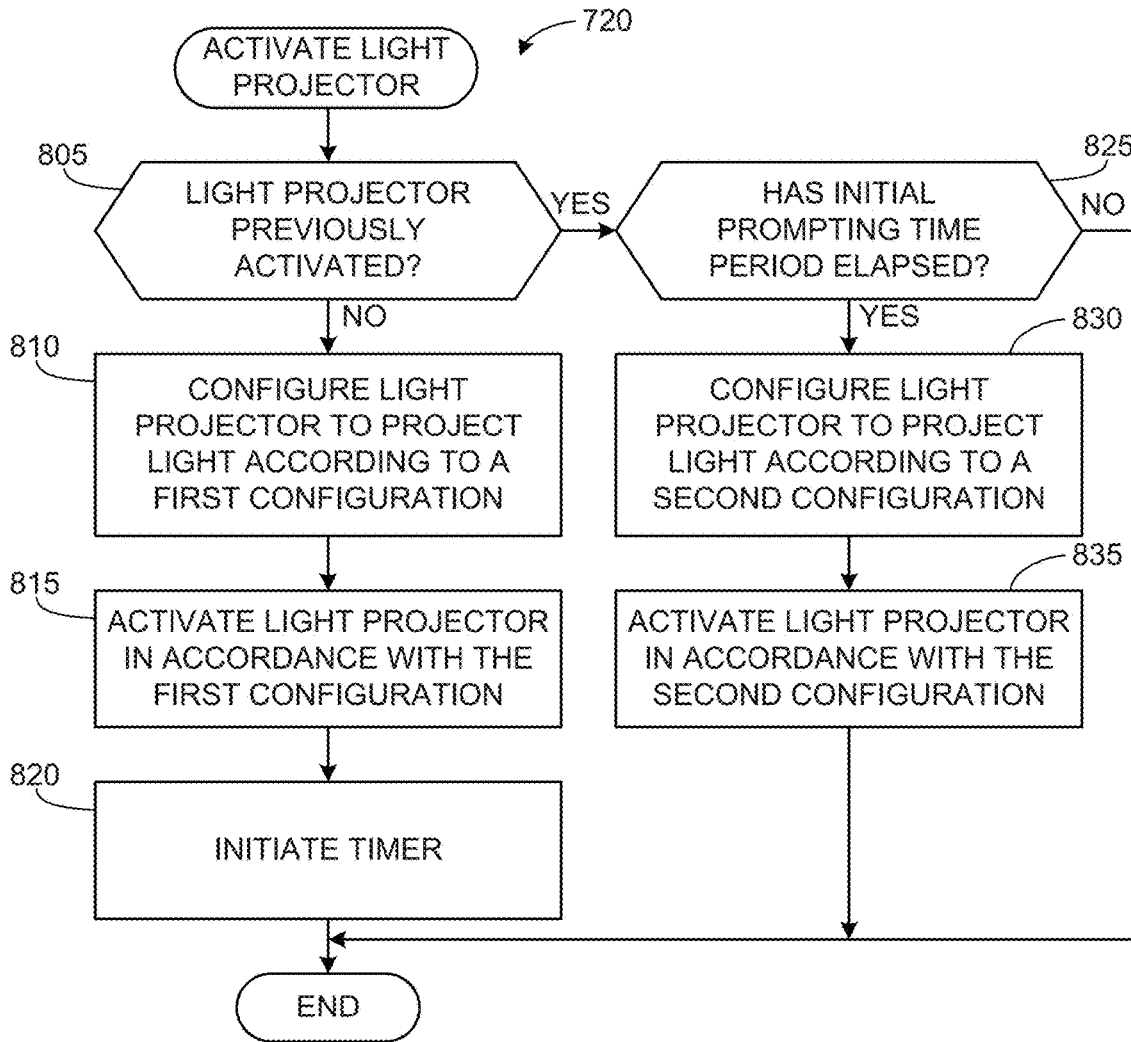 720
ACTIVATE LIGHT
PROJECTOR
805
LIGHT PROJECTOR
PREVIOUSLY
ACTIVATED?
YES
825
HAS INITIAL
PROMPTING TIME
PERIOD ELAPSED?
NO
NO
YES
810
CONFIGURE LIGHT
PROJECTOR TO PROJECT
LIGHT ACCORDING TO A
FIRST CONFIGURATION
830
CONFIGURE LIGHT
PROJECTOR TO PROJECT
LIGHT ACCORDING TO A
SECOND CONFIGURATION
815
ACTIVATE LIGHT PROJECTOR
IN ACCORDANCE WITH THE
FIRST CONFIGURATION
835
ACTIVATE LIGHT PROJECTOR
IN ACCORDANCE WITH THE
SECOND CONFIGURATION
820
INITIATE TIMER
END